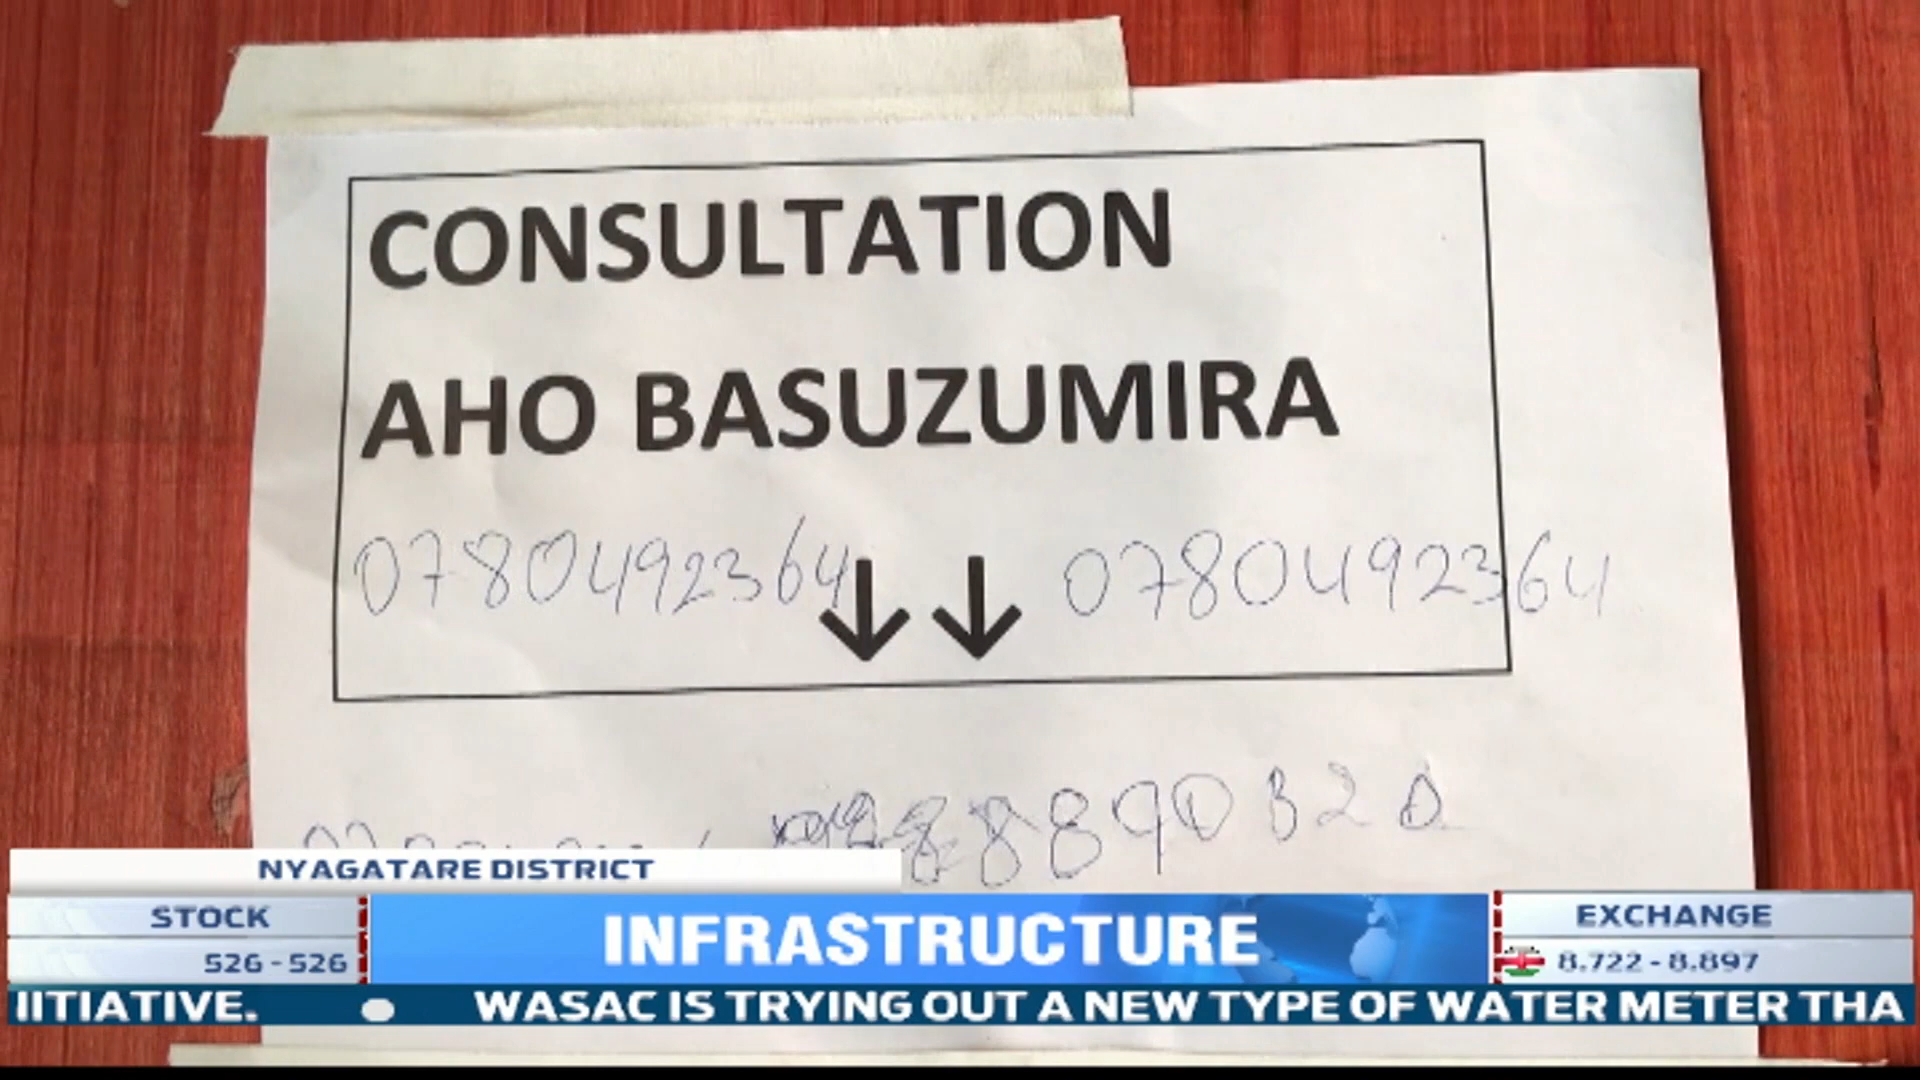 CONSULTATION
AHO BASUZUMIRA
0780492364 0780492364
NYAGATARE DISTRICT
STOCK
526 - 526
INFRASTRUCTURE
EXCHANGE
8.722 - 8.897
IITIATIVE. WASAC IS TRYING OUT A NEW TYPE OF WATER METER THA